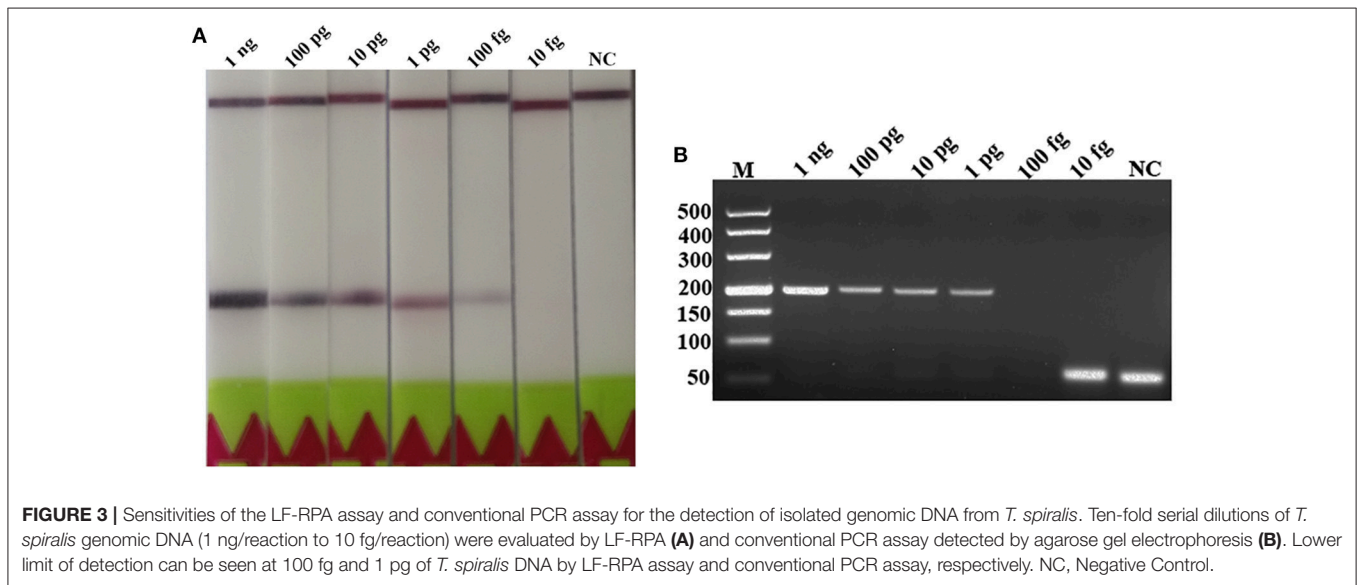 A
1 ng 100 pg 10 pg 1 pg 100 fg 10 fg NC
B
M 1 ng 100 pg 10 pg 1 pg 100 fg 10 fg NC
500
400
300
200
150
100
50
FIGURE 3 | Sensitivities of the LF-RPA assay and conventional PCR assay for the detection of isolated genomic DNA from T. spiralis. Ten-fold serial dilutions of T.
spiralis genomic DNA (1 ng/reaction to 10 fg/reaction) were evaluated by LF-RPA (A) and conventional PCR assay detected by agarose gel electrophoresis (B). Lower
limit of detection can be seen at 100 fg and 1 pg of T. spiralis DNA by LF-RPA assay and conventional PCR assay, respectively. NC, Negative Control.